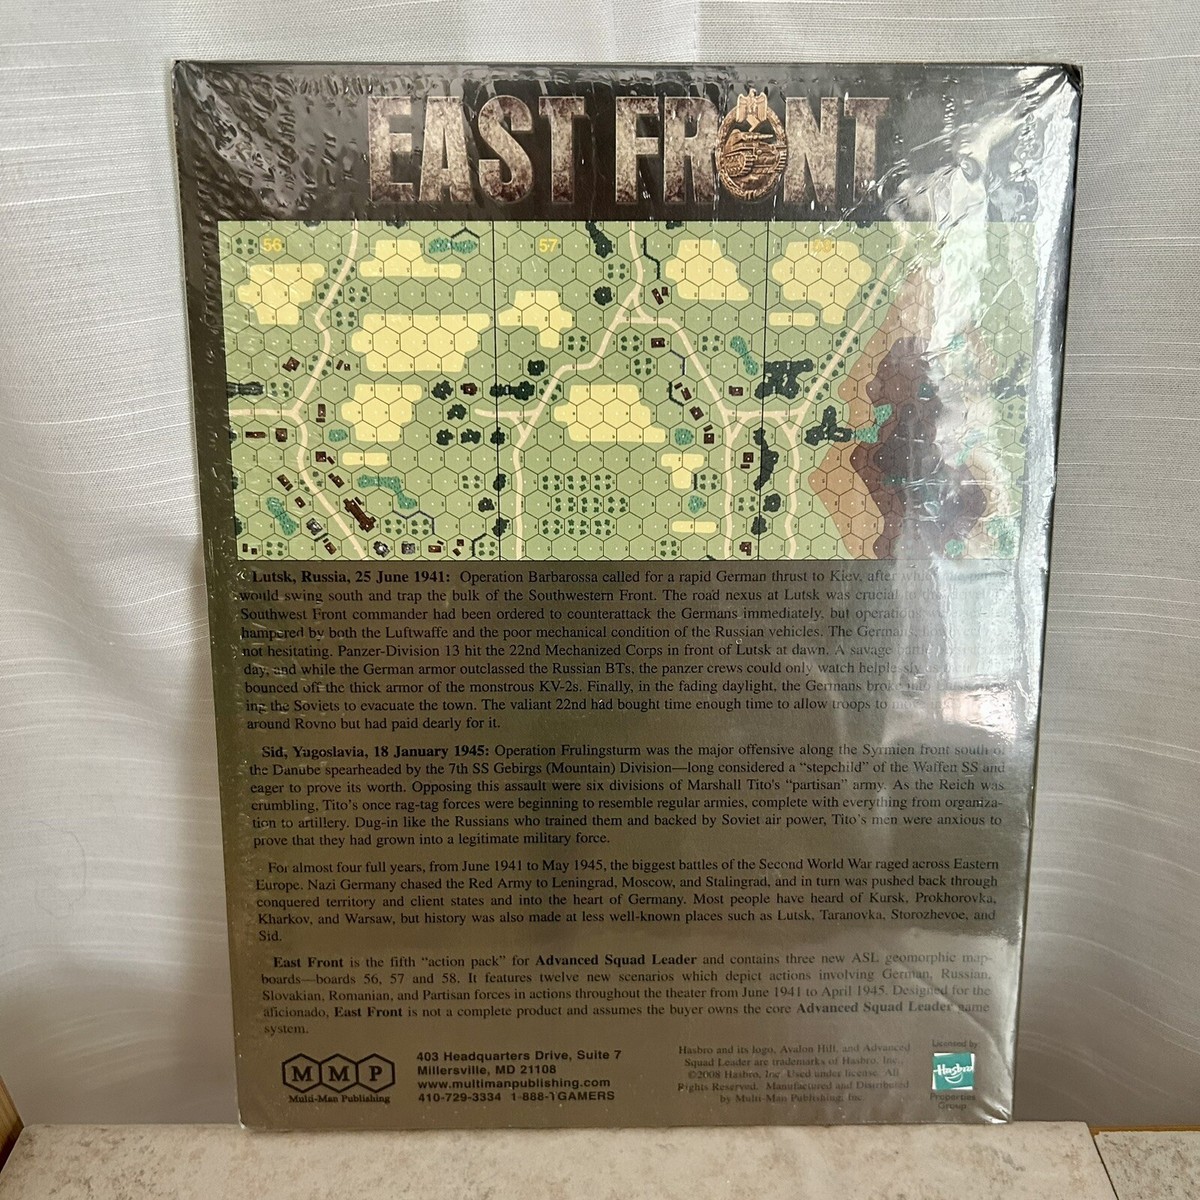 EAST FRONT
56
57
Lutsk, Russia, 25 June 1941: Operation Barbarossa called for a rapid German thrust to Kiev, after
would swing south and trap the bulk of the Southwestern Front. The road nexus at Lutsk was crucial
Southwest Front commander had been ordered to counterattack the Germans immediately, but
hampered by both the Luftwaffe and the poor mechanical condition of the Russian vehicles. The
not hesitating. Panzer-Division 13 hit the 22nd Mechanized Corps in front of Lutsk at dawn. A savage
day, and while the German armor outclassed the Russian BTs, the panzer crews could only watch
bounced off the thick armor of the monstrous KV-2s. Finally, in the fading daylight, the Germans
ing the Soviets to evacuate the town. The valiant 22nd had bought time enough time to allow troops to
around Rovno but had paid dearly for it.
Sid, Yugoslavia, 18 January 1945: Operation Frulingsturm was the major offensive along the Syrmien front south of
the Danube spearheaded by the 7th SS Gebirgs (Mountain) Division—long considered a “stepchild” of the Waffen SS and
eager to prove its worth. Opposing this assault were six divisions of Marshall Tito's “partisan” army. As the Reich was
crumbling, Tito's once rag-tag forces were beginning to resemble regular armies, complete with everything from organiza-
tion to artillery. Dug-in like the Russians who trained them and backed by Soviet air power, Tito's men were anxious to
prove that they had grown into a legitimate military force.
For almost four full years, from June 1941 to May 1945, the biggest battles of the Second World War raged across Eastern
Europe. Nazi Germany chased the Red Army to Leningrad, Moscow, and Stalingrad, and in turn was pushed back through
conquered territory and client states and into the heart of Germany. Most people have heard of Kursk, Prokhorovka,
Kharkov, and Warsaw, but history was also made at less well-known places such as Lutsk, Taranovka, Storozhevoe, and
Sid.
East Front is the fifth “action pack” for Advanced Squad Leader and contains three new ASL geomorphic map-
boards—boards 56, 57 and 58. It features twelve new scenarios which depict actions involving German, Russian,
Slovakian, Romanian, and Partisan forces in actions throughout the theater from June 1941 to April 1945. Designed for the
aficionado, East Front is not a complete product and assumes the buyer owns the core Advanced Squad Leader game
system.
MMP
Multi-Man Publishing
403 Headquarters Drive, Suite 7
Millersville, MD 21108
www.multimanpublishing.com
410-729-3334 1-888-1GAMERS
Hasbro and its logo, Avalon Hill, and Advanced
Squad Leader are trademarks of Hasbro, Inc.
©2008 Hasbro, Inc. Used under license. All
Rights Reserved. Manufactured and Distributed
by Multi-Man Publishing, Inc.
Licensed by
Hasbro
Properties
Group